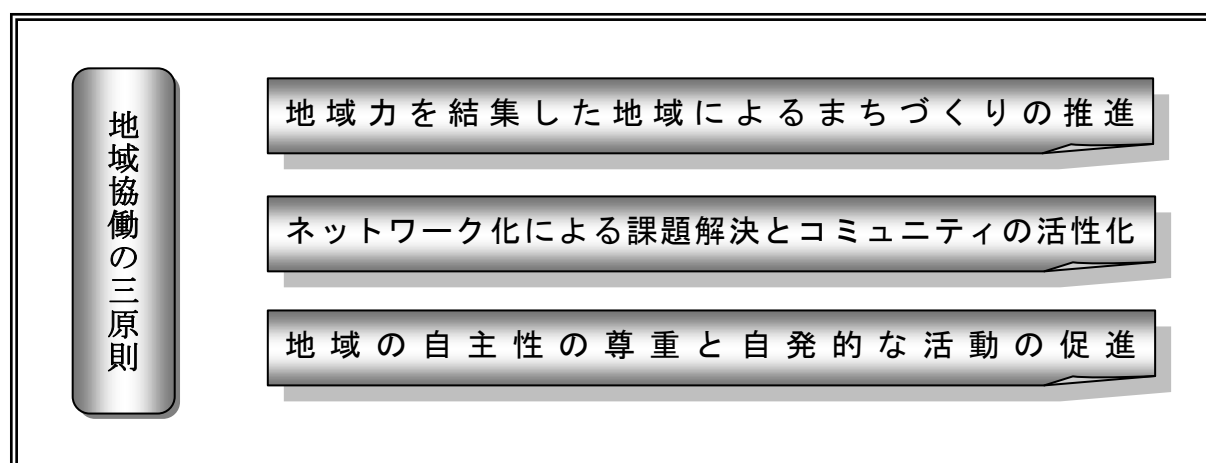 地域協働の三原則
地域力を結集した地域によるまちづくりの推進
ネットワーク化による課題解決とコミュニティの活性化
地域の自主性の尊重と自発的な活動の促進